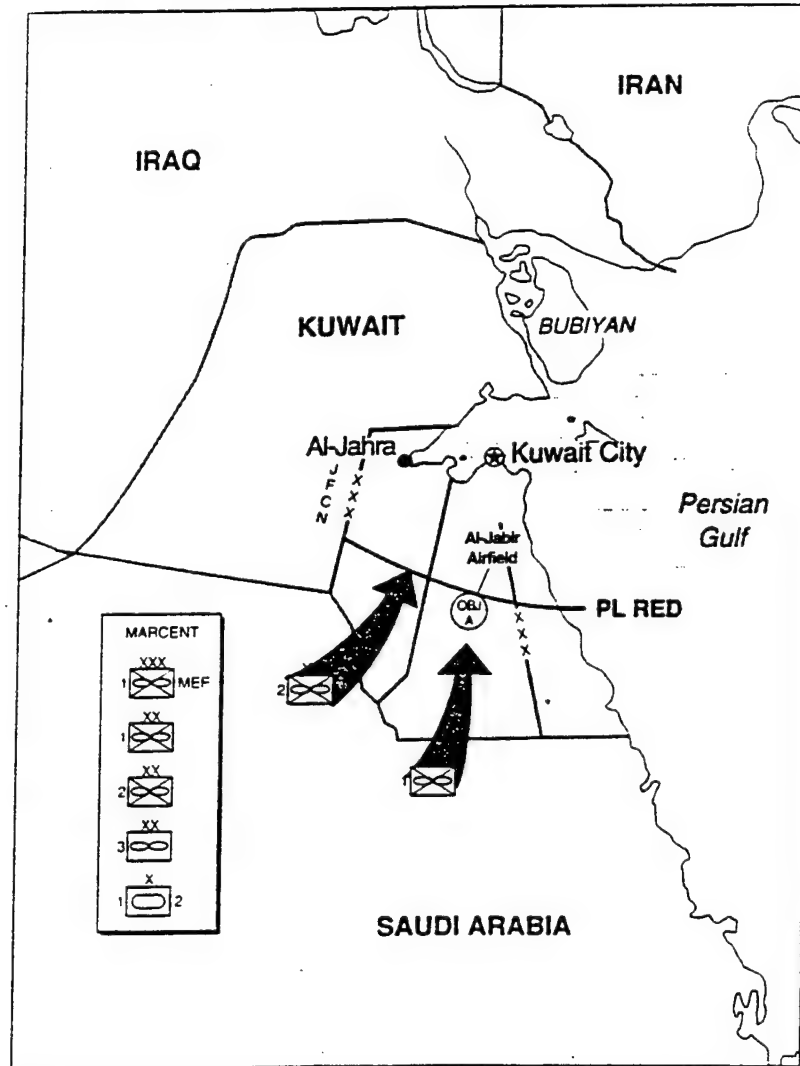 IRAN
IRAQ
KUWAIT
BUBIYAN
Al-Jahra
Kuwait City
JFCN
XXX
Persian
Gulf
Al-Jabir
Airfield
OBJ
A
PL RED
XXX
MARCENT
XXX
1 MEF
XX
1
XX
2
XX
3
X
1 2
2
1
SAUDI ARABIA